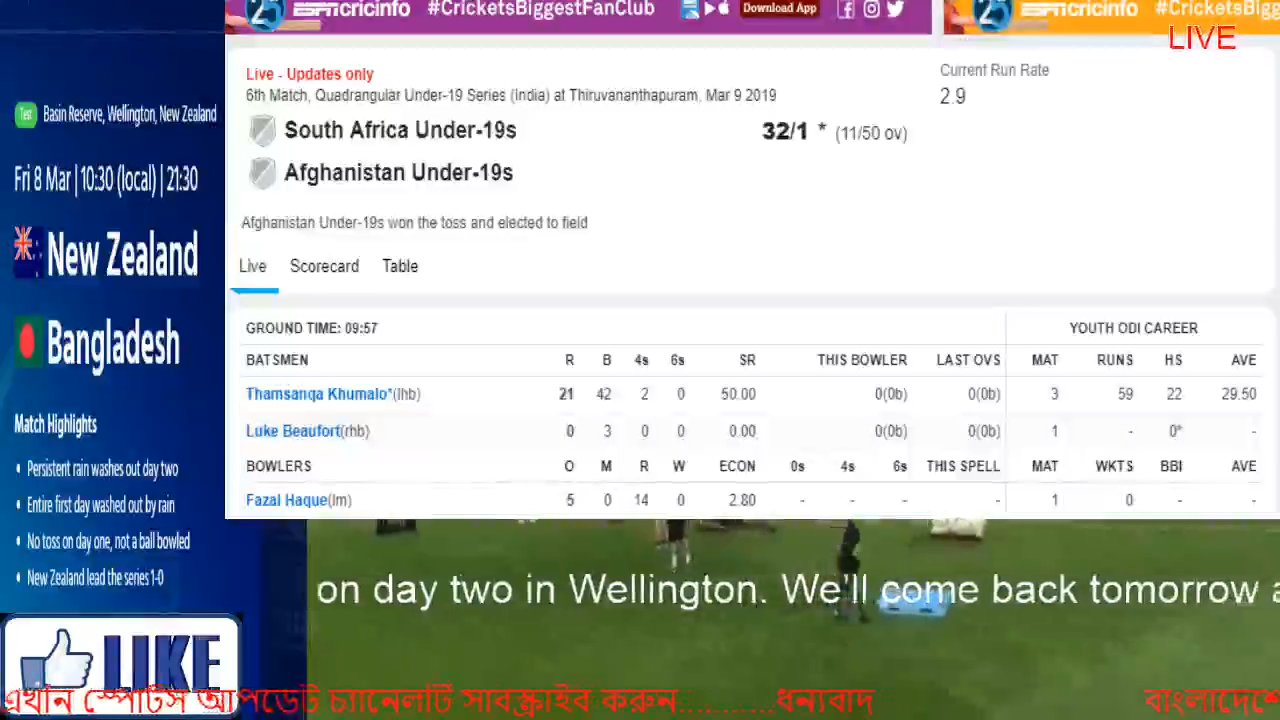 25 ESPNcricinfo #CricketsBiggestFanClub Download App
25 ESPNcricinfo #CricketsBigg
LIVE
Test Basin Reserve, Wellington, New Zealand
Fri 8 Mar | 10:30 (local) | 21:30
New Zealand
Bangladesh
Match Highlights
• Persistent rain washes out day two
• Entire first day washed out by rain
• No toss on day one, not a ball bowled
• New Zealand lead the series 1-0
LIKE
Live - Updates only
6th Match, Quadrangular Under-19 Series (India) at Thiruvananthapuram, Mar 9 2019
South Africa Under-19s 32/1 * (11/50 ov)
Afghanistan Under-19s
Afghanistan Under-19s won the toss and elected to field
Current Run Rate
2.9
Live Scorecard Table
GROUND TIME: 09:57 YOUTH ODI CAREER
BATSMEN R B 4s 6s SR THIS BOWLER LAST OVS MAT RUNS HS AVE
Thamsanqa Khumalo*(lhb) 21 42 2 0 50.00 0(0b) 0(0b) 3 59 22 29.50
Luke Beaufort(rhb) 0 3 0 0 0.00 0(0b) 0(0b) 1 - 0* -
BOWLERS O M R W ECON 0s 4s 6s THIS SPELL MAT WKTS BBI AVE
Fazal Haque(lm) 5 0 14 0 2.80 - - - - 1 0 - -
on day two in Wellington. We'll come back tomorrow a
এখনি স্পোর্টস আপডেট চ্যানেলটি সাবস্ক্রাইব করুন...........ধন্যবাদ বাংলাদেশে